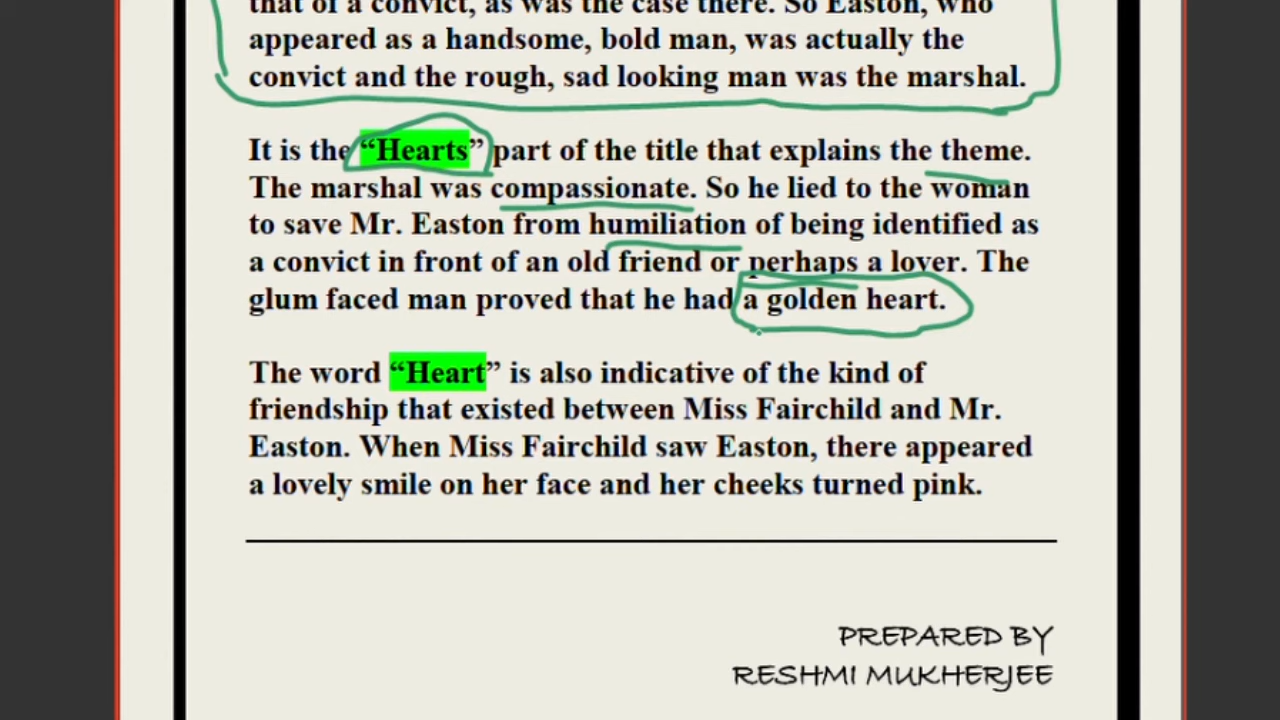 that of a convict, as was the case there. So Easton, who
appeared as a handsome, bold man, was actually the
convict and the rough, sad looking man was the marshal.
It is the “Hearts” part of the title that explains the theme.
The marshal was compassionate. So he lied to the woman
to save Mr. Easton from humiliation of being identified as
a convict in front of an old friend or perhaps a lover. The
glum faced man proved that he had a golden heart.
The word “Heart” is also indicative of the kind of
friendship that existed between Miss Fairchild and Mr.
Easton. When Miss Fairchild saw Easton, there appeared
a lovely smile on her face and her cheeks turned pink.
PREPARED BY
RESHMI MUKHERJEE